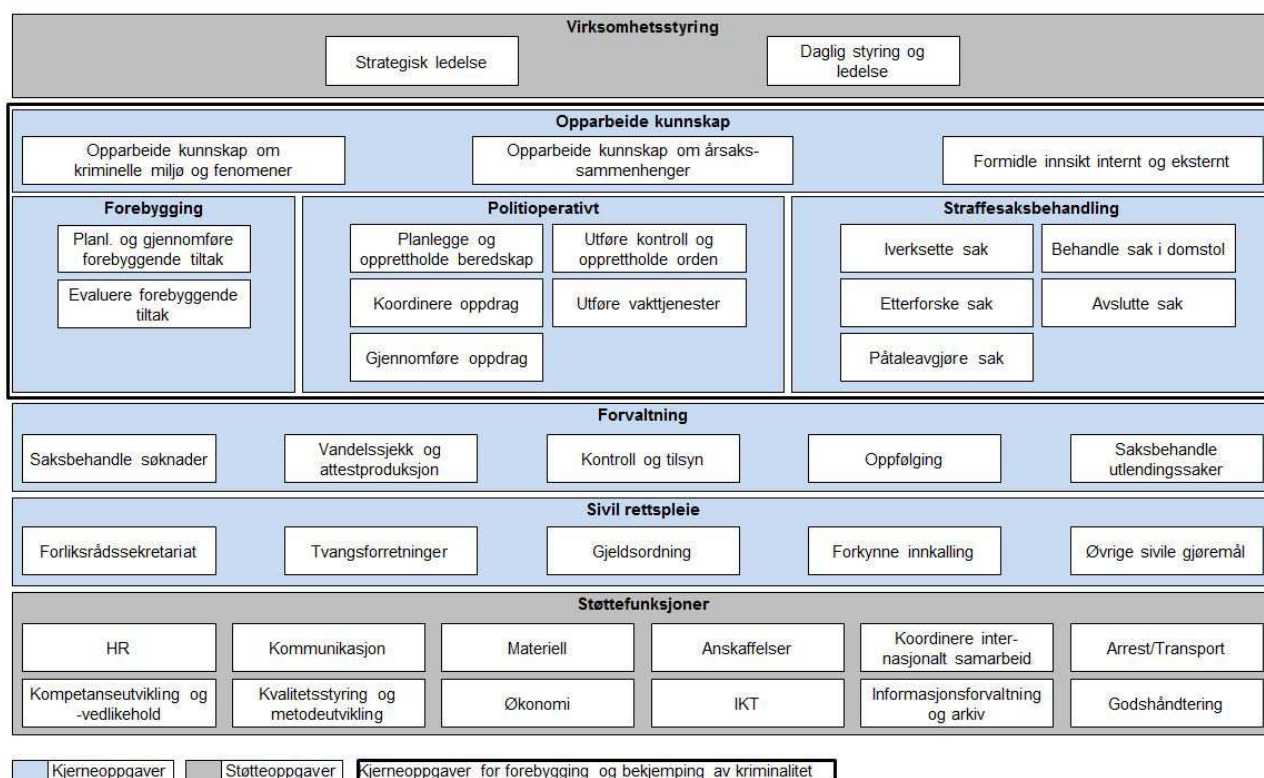 Virksomhetsstyring
Strategisk ledelse
Daglig styring og
ledelse
Opparbeide kunnskap
Opparbeide kunnskap om
kriminelle miljø og fenomener
Opparbeide kunnskap om årsaks-
sammenhenger
Formidle innsikt internt og eksternt
Forebygging
Planl. og gjennomføre
forebyggende tiltak
Evaluere forebyggende
tiltak
Politioperativt
Planlegge og
opprettholde beredskap
Utføre kontroll og
opprettholde orden
Koordinere oppdrag
Utføre vakttjenester
Gjennomføre oppdrag
Straffesaksbehandling
Iverksette sak
Behandle sak i domstol
Etterforske sak
Avslutte sak
Påtaleavgjøre sak
Forvaltning
Saksbehandle søknader
Vandelssjekk og
attestproduksjon
Kontroll og tilsyn
Oppfølging
Saksbehandle
utlendingssaker
Sivil rettspleie
Forliksrådssekretariat
Tvangsforretninger
Gjeldsordning
Forkynne innkalling
Øvrige sivile gjøremål
Støttefunksjoner
HR
Kommunikasjon
Materiell
Anskaffelser
Koordinere inter-
nasjonalt samarbeid
Arrest/Transport
Kompetanseutvikling og
-vedlikehold
Kvalitetsstyring og
metodeutvikling
Økonomi
IKT
Informasjonsforvaltning
og arkiv
Godshåndtering
Kjerneoppgaver
Støtteoppgaver
Kjerneoppgaver for forebygging og bekjemping av kriminalitet